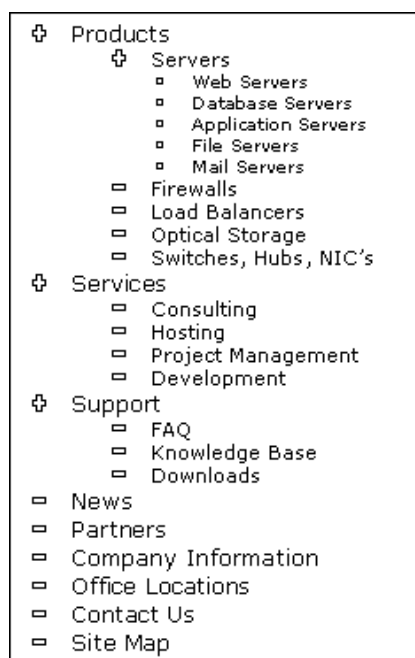 Products
Servers
Web Servers
Database Servers
Application Servers
File Servers
Mail Servers
Firewalls
Load Balancers
Optical Storage
Switches, Hubs, NIC's
Services
Consulting
Hosting
Project Management
Development
Support
FAQ
Knowledge Base
Downloads
News
Partners
Company Information
Office Locations
Contact Us
Site Map